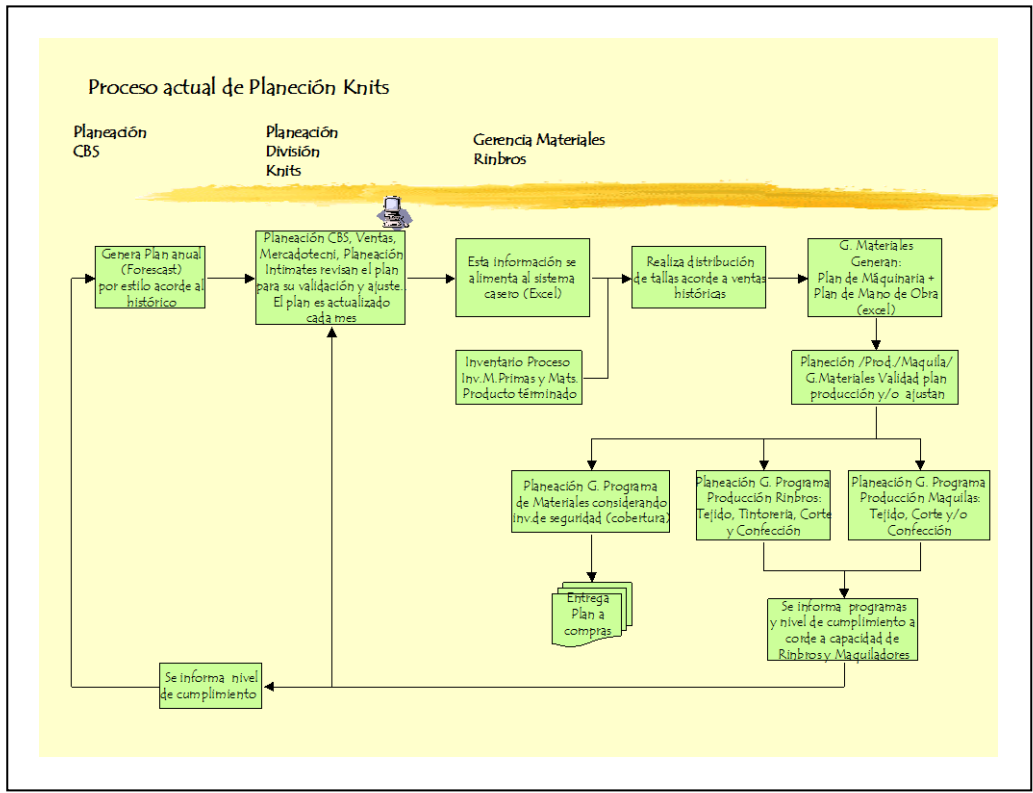 Proceso actual de Planeción Knits
Planeación
CBS
Planeación
División
Knits
Gerencia Materiales
Rinbros
Genera Plan anual
(Forescast)
por estilo acorde al
histórico
Planeación CBS, Ventas,
Mercadotecni, Planeación
Intimates revisan el plan
para su validación y ajuste..
El plan es actualizado
cada mes
Esta información se
alimenta al sistema
casero (Excel)
Realiza distribución
de tallas acorde a ventas
históricas
G. Materiales
Generan:
Plan de Máquinaria +
Plan de Mano de Obra
(excel)
Inventario Proceso
Inv.M.Primas y Mats.
Producto términado
Planeción /Prod./Maquila/
G.Materiales Validad plan
producción y/o ajustan
Planeación G. Programa
de Materiales considerando
inv.de seguridad (cobertura)
Planeación G. Programa
Producción Rinbros:
Tejido, Tintoreria, Corte
y Confección
Planeación G. Programa
Producción Maquilas:
Tejido, Corte y/o
Confección
Entrega
Plan a
compras
Se informa programas
y nivel de cumplimiento a
corde a capacidad de
Rinbros y Maquiladores
Se informa nivel
de cumplimiento